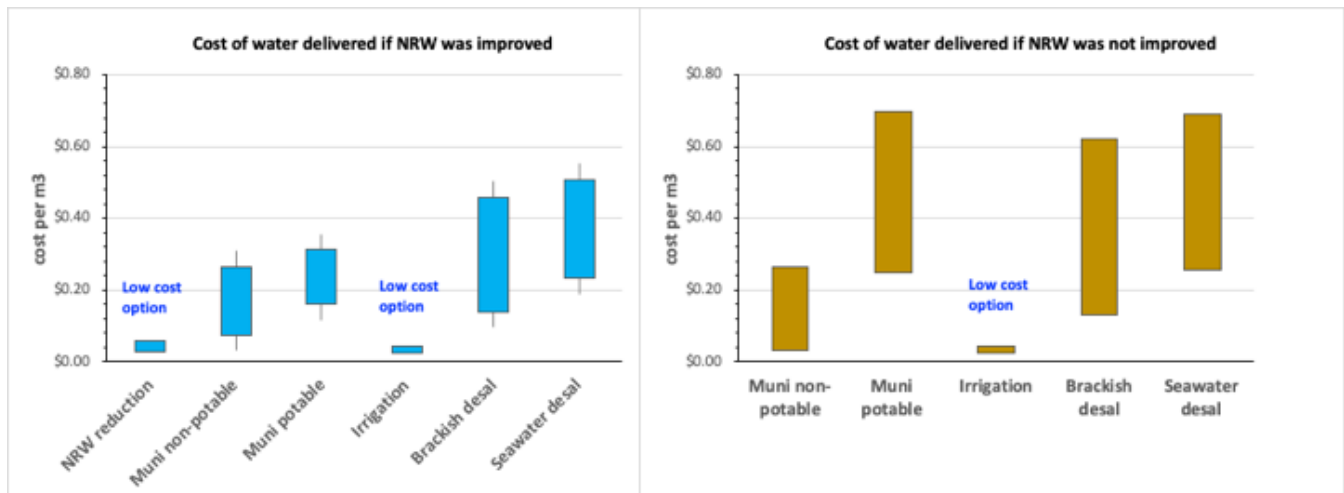 Cost of water delivered if NRW was improved
$0.80
$0.60
$0.40
$0.20
$0.00
cost per m3
Low cost
option
Low cost
option
NRW reduction
Muni non-potable
Muni potable
Irrigation
Brackish desal
Seawater desal
Cost of water delivered if NRW was not improved
$0.80
$0.60
$0.40
$0.20
$0.00
cost per m3
Low cost
option
Muni non-
potable
Muni
potable
Irrigation
Brackish
desal
Seawater
desal